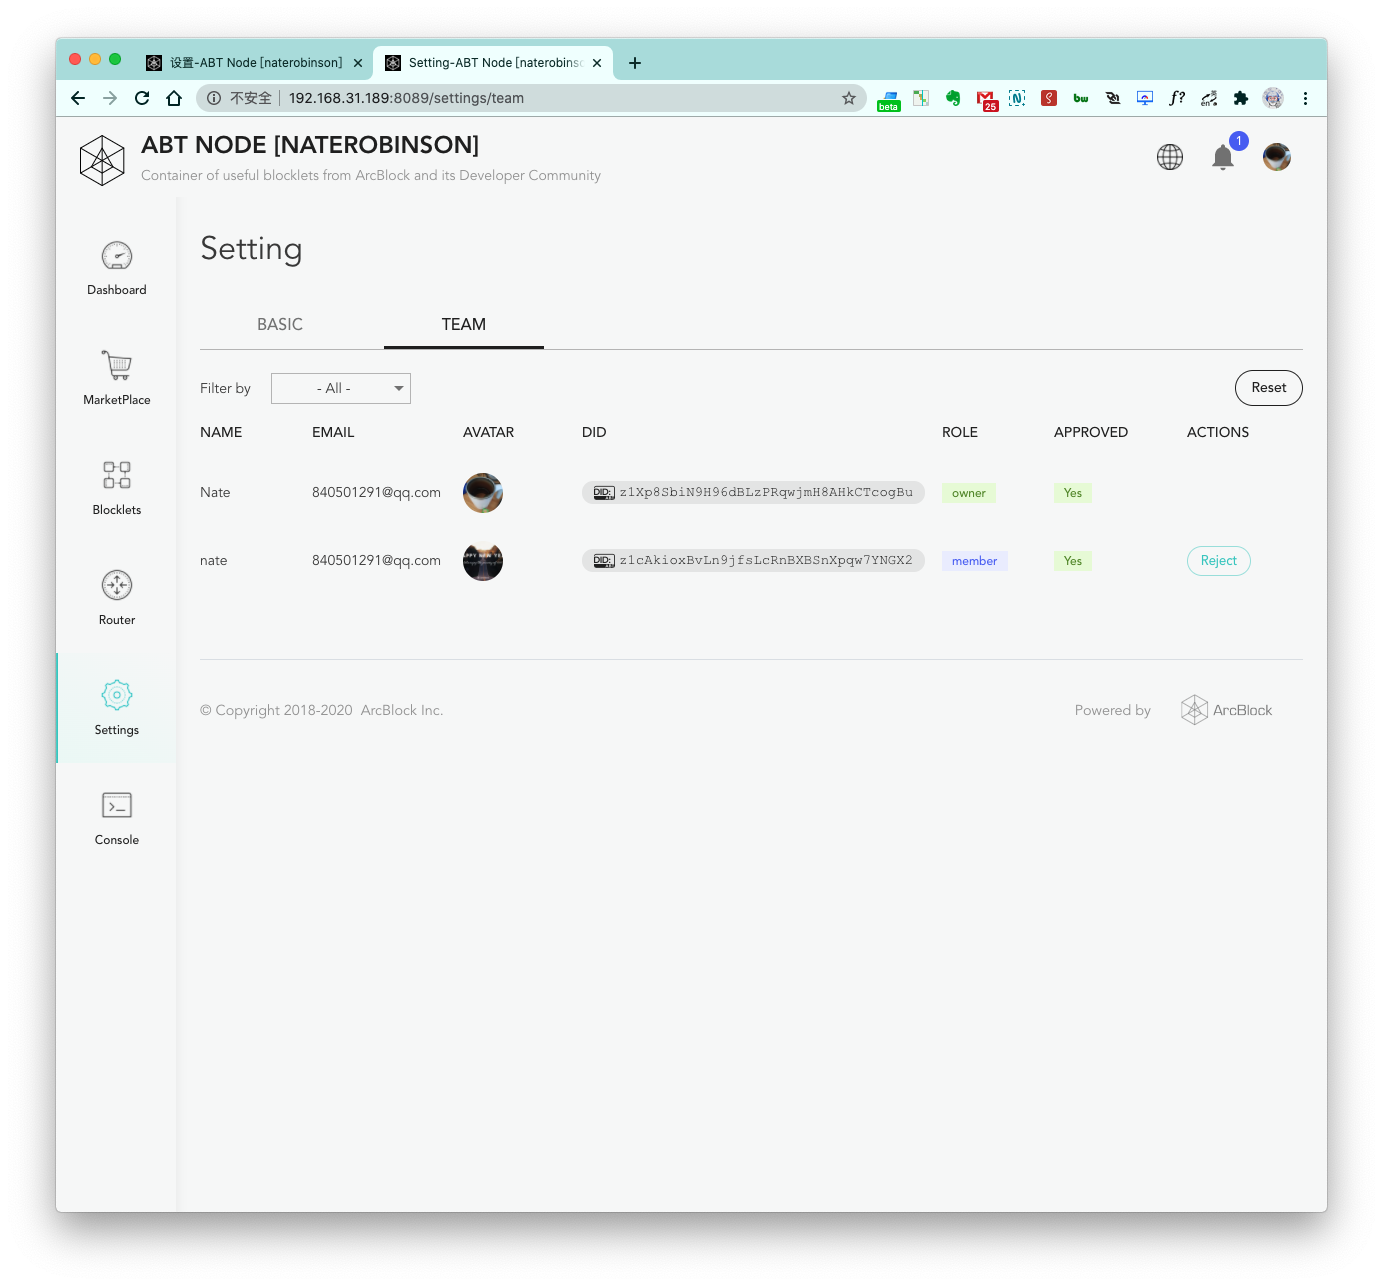 设置-ABT Node [naterobinson]
Setting-ABT Node [naterobins
不安全 192.168.31.189:8089/settings/team
beta
25
bw
f?
en
ABT NODE [NATEROBINSON]
Container of useful blocklets from ArcBlock and its Developer Community
1
Dashboard
MarketPlace
Blocklets
Router
Settings
Console
Setting
BASIC TEAM
Filter by - All - Reset
NAME EMAIL AVATAR DID ROLE APPROVED ACTIONS
Nate 840501291@qq.com DID: z1Xp8SbiN9H96dBLzPRqwjmH8AHkCTcogBu owner Yes
nate 840501291@qq.com DID: z1cAkioxBvLn9jfsLcRnBXBSnXpqw7YNGX2 member Yes Reject
© Copyright 2018-2020 ArcBlock Inc.
Powered by ArcBlock